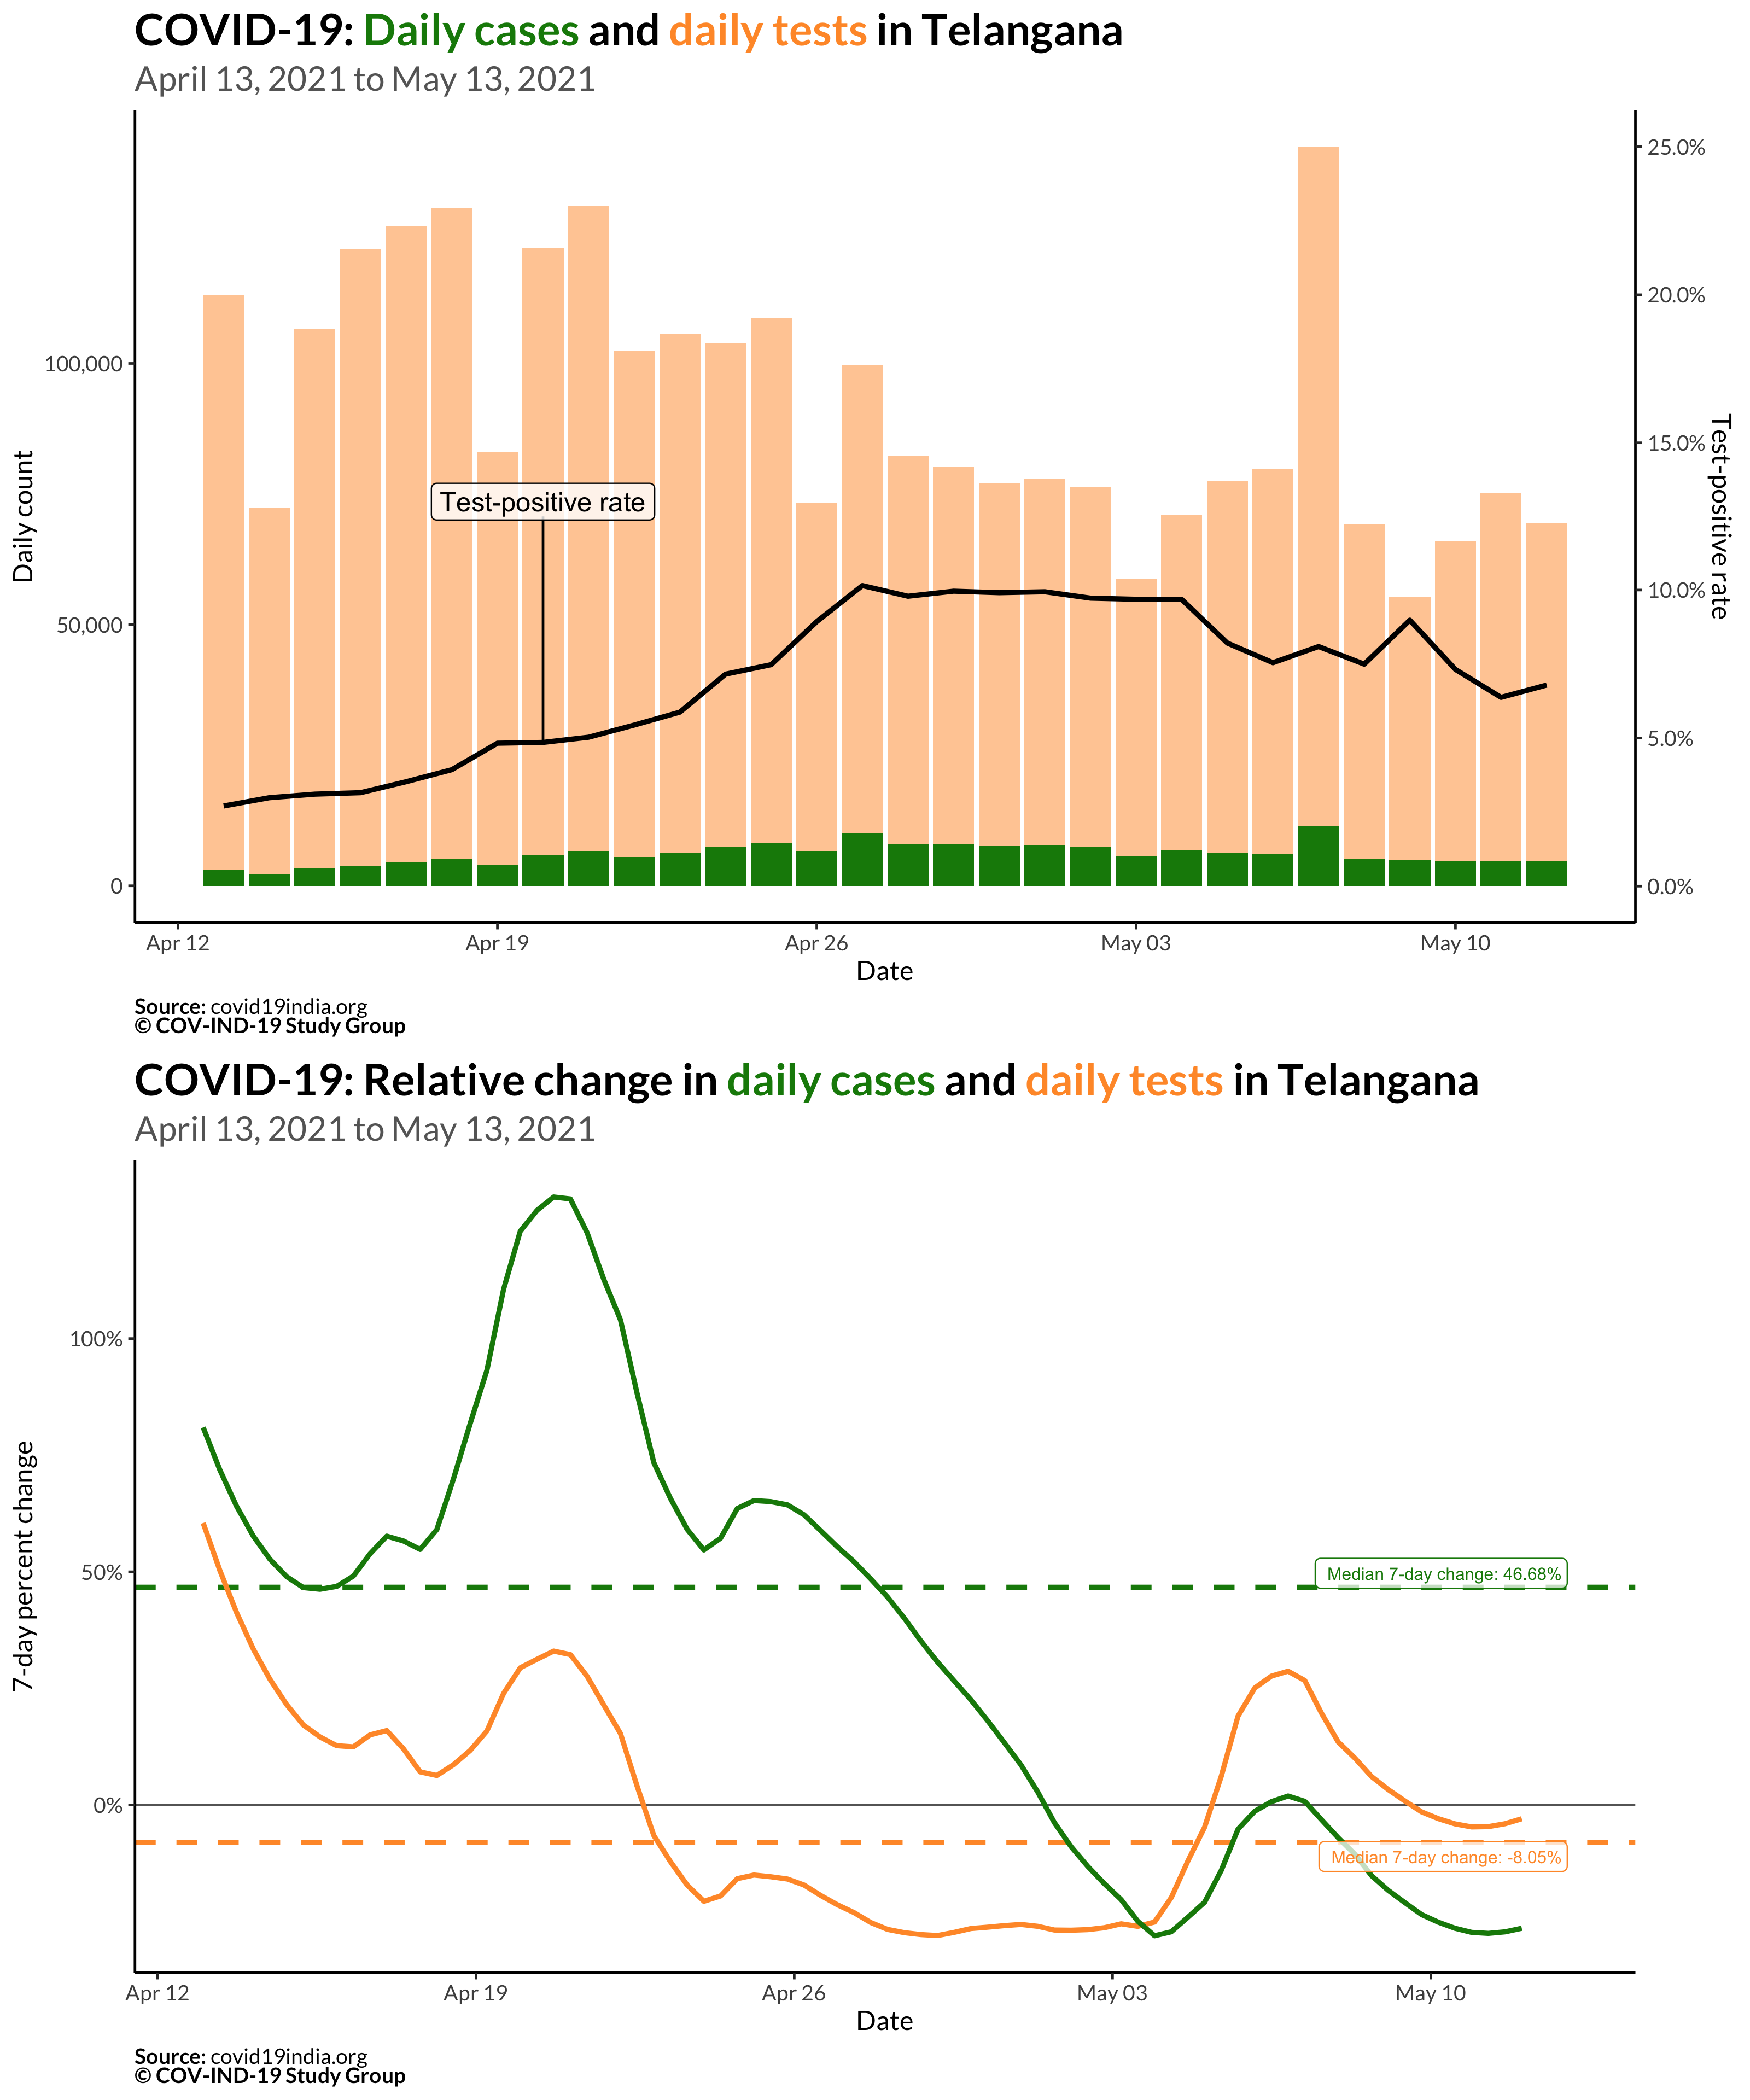 COVID-19: Daily cases and daily tests in Telangana
April 13, 2021 to May 13, 2021
Daily count
100,000
50,000
0
Test-positive rate
25.0%
20.0%
15.0%
10.0%
5.0%
0.0%
Test-positive rate
Apr 12
Apr 19
Apr 26
May 03
May 10
Date
Source: covid19india.org
© COV-IND-19 Study Group
COVID-19: Relative change in daily cases and daily tests in Telangana
April 13, 2021 to May 13, 2021
7-day percent change
100%
50%
0%
Median 7-day change: 46.68%
Median 7-day change: -8.05%
Apr 12
Apr 19
Apr 26
May 03
May 10
Date
Source: covid19india.org
© COV-IND-19 Study Group